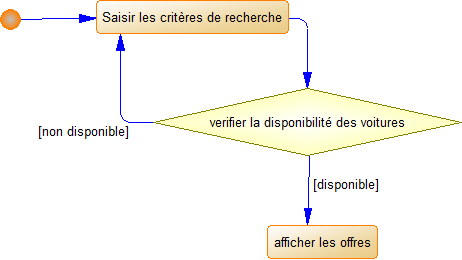 Saisir les critères de recherche
verifier la disponibilité des voitures
[non disponible]
[disponible]
afficher les offres